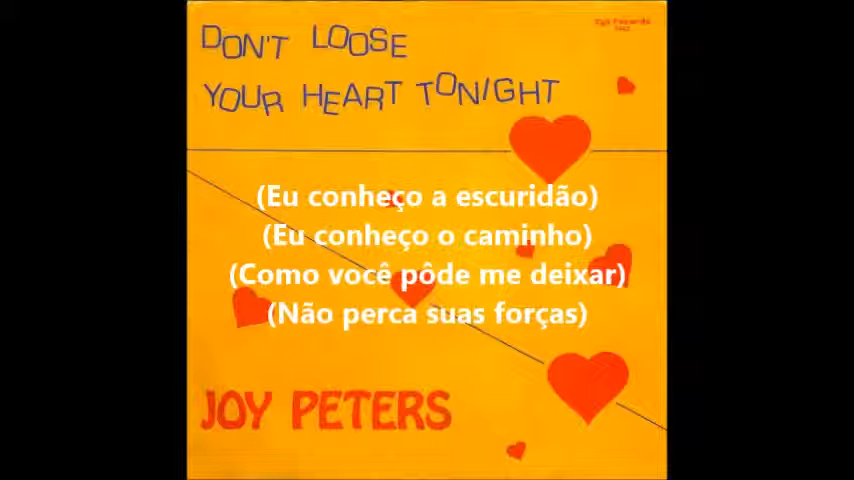 DON'T LOOSE
YOUR HEART TONIGHT
(Eu conheço a escuridão)
(Eu conheço o caminho)
(Como você pôde me deixar)
(Não perca suas forças)
JOY PETERS